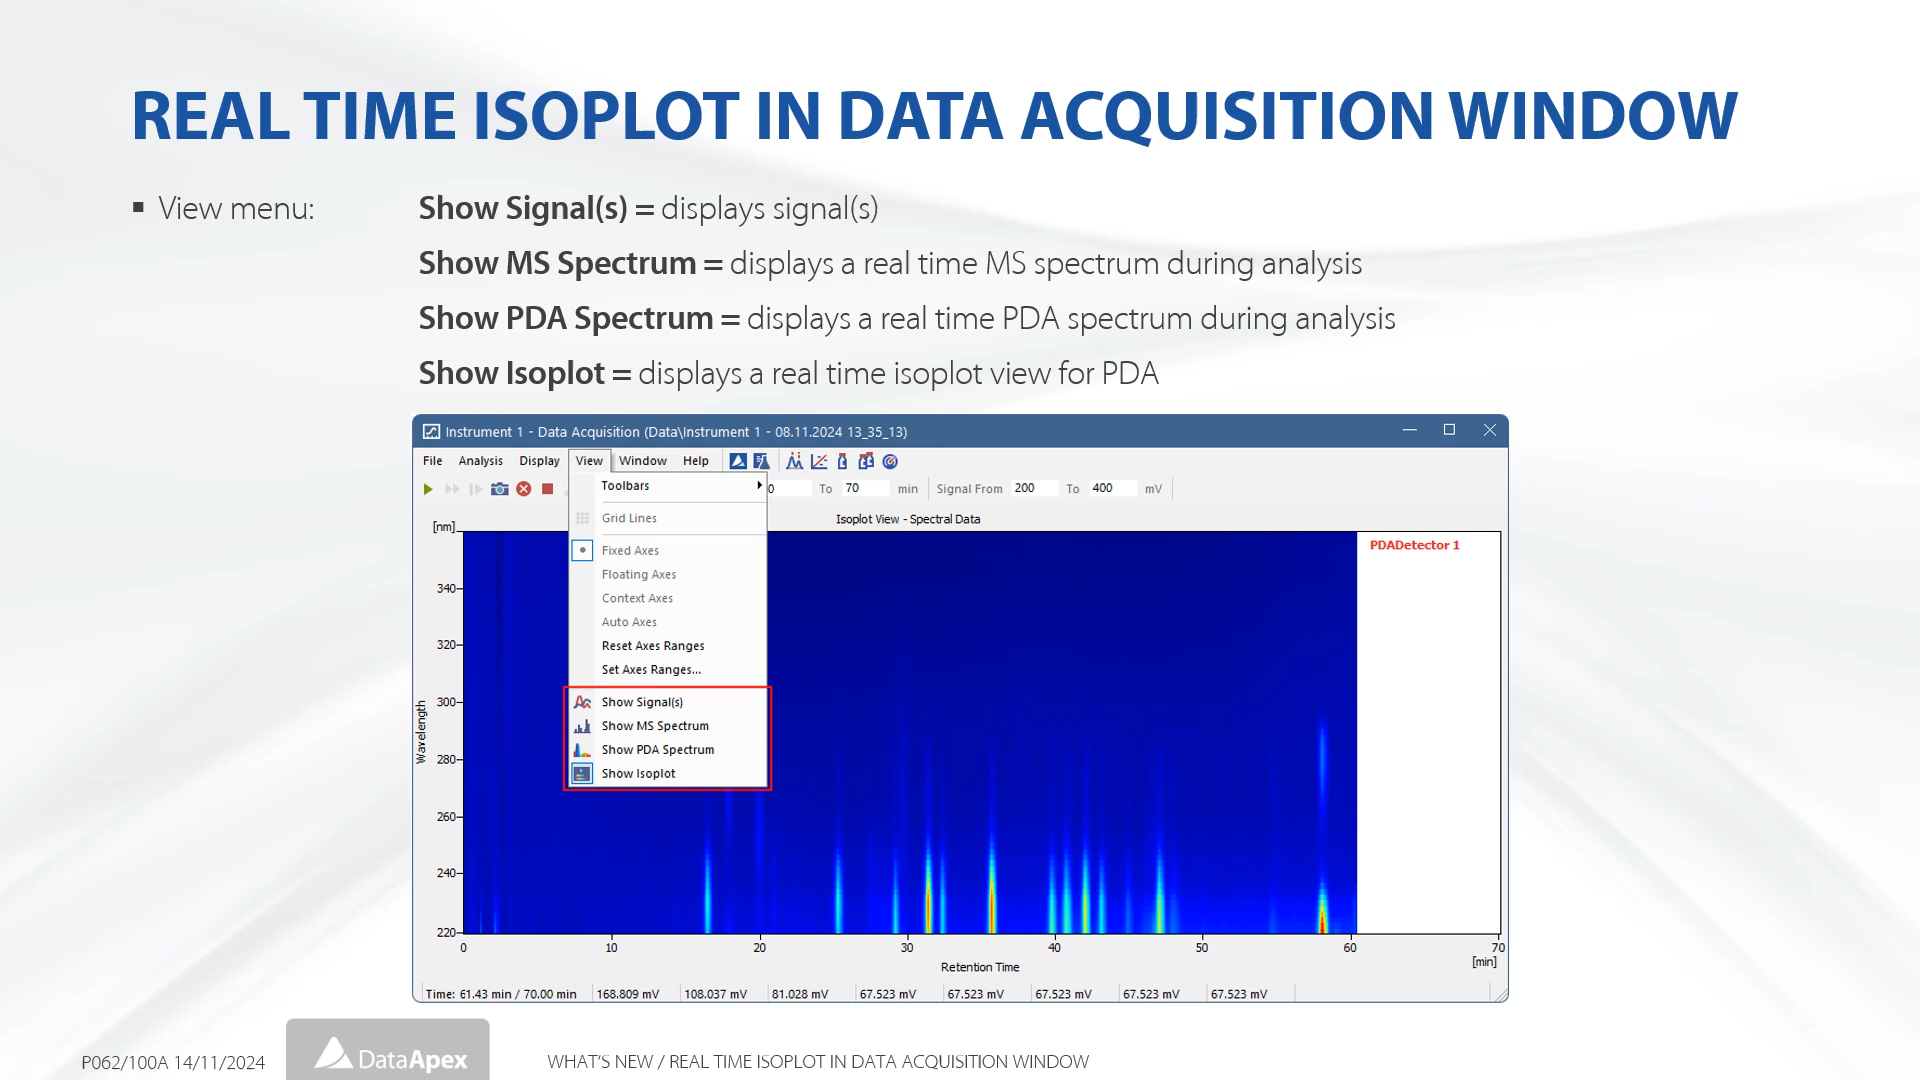 REAL TIME ISOPLOT IN DATA ACQUISITION WINDOW
▪ View menu: Show Signal(s) = displays signal(s)
Show MS Spectrum = displays a real time MS spectrum during analysis
Show PDA Spectrum = displays a real time PDA spectrum during analysis
Show Isoplot = displays a real time isoplot view for PDA
Instrument 1 - Data Acquisition (Data\Instrument 1 - 08.11.2024 13_35_13)
File Analysis Display View Window Help
0 To 70 min Signal From 200 To 400 mV
Toolbars
Grid Lines
Fixed Axes
Floating Axes
Context Axes
Auto Axes
Reset Axes Ranges
Set Axes Ranges...
Show Signal(s)
Show MS Spectrum
Show PDA Spectrum
Show Isoplot
Isoplot View - Spectral Data
[nm]
PDADetector 1
340
320
300
280
260
240
220
Wavelength
0 10 20 30 40 50 60 70
Retention Time
[min]
Time: 61.43 min / 70.00 min 168.809 mV 108.037 mV 81.028 mV 67.523 mV 67.523 mV 67.523 mV 67.523 mV 67.523 mV
P062/100A 14/11/2024
DataApex
WHAT'S NEW / REAL TIME ISOPLOT IN DATA ACQUISITION WINDOW